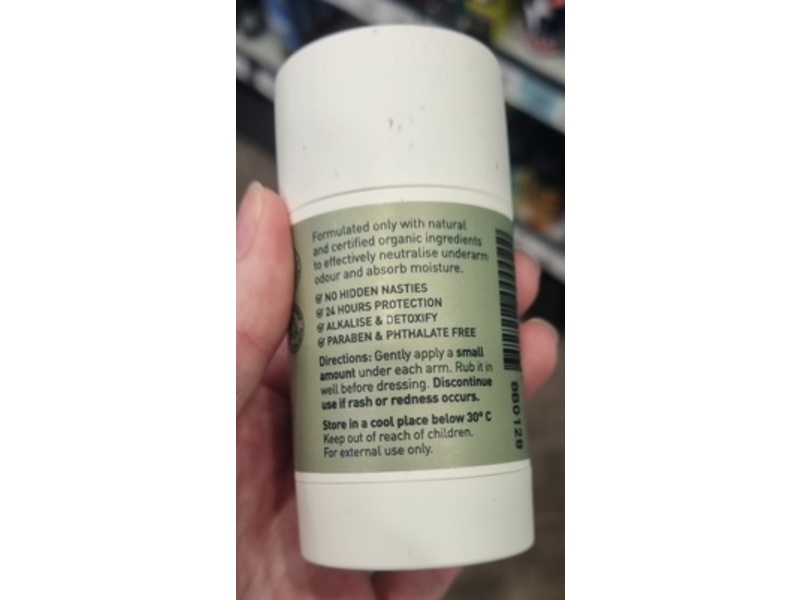 Formulated only with natural
and certified organic ingredients
to effectively neutralise underarm
odour and absorb moisture.
NO HIDDEN NASTIES
24 HOURS PROTECTION
ALKALISE & DETOXIFY
PARABEN & PHTHALATE FREE
Directions: Gently apply a small
amount under each arm. Rub it in
well before dressing. Discontinue
use if rash or redness occurs.
Store in a cool place below 30° C
Keep out of reach of children.
For external use only.
BB0128